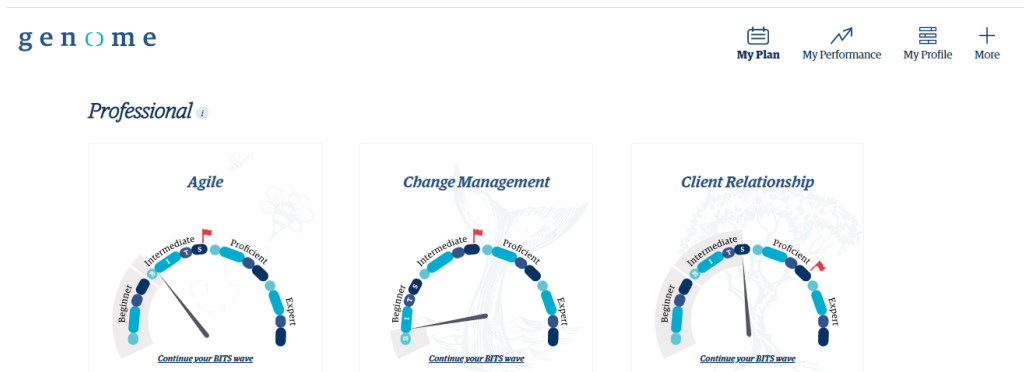 genome
My Plan
My Performance
My Profile
More
Professional i
Agile
Beginner
Intermediate
Proficient
Expert
B I T S
Continue your BITS wave
Change Management
Beginner
Intermediate
Proficient
Expert
B I T S
Continue your BITS wave
Client Relationship
Beginner
Intermediate
Proficient
Expert
B I T S
Continue your BITS wave